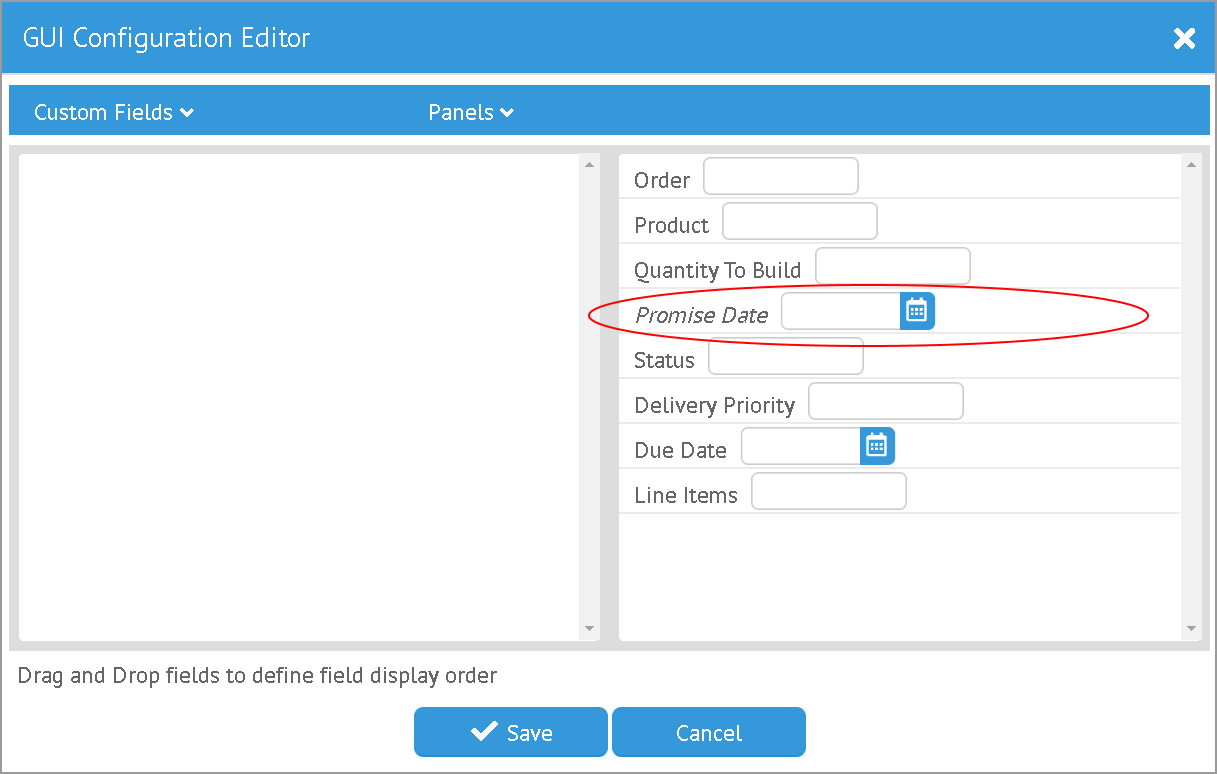 GUI Configuration Editor
Custom Fields
Panels
Order
Product
Quantity To Build
Promise Date
Status
Delivery Priority
Due Date
Line Items
Drag and Drop fields to define field display order
Save
Cancel